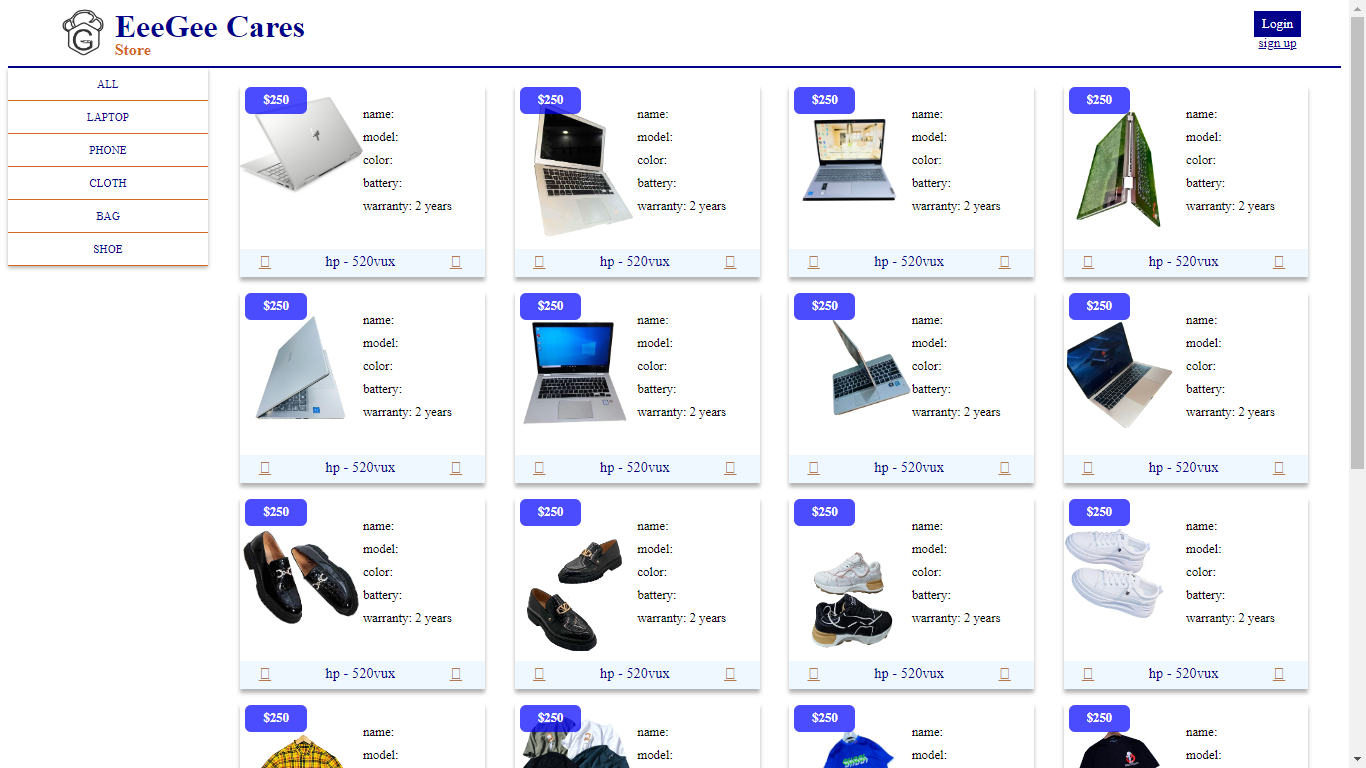 EeeGee Cares
Store
Login
sign up
ALL
LAPTOP
PHONE
CLOTH
BAG
SHOE
$250
name:
model:
color:
battery:
warranty: 2 years
hp - 520vux
$250
name:
model:
color:
battery:
warranty: 2 years
hp - 520vux
$250
name:
model:
color:
battery:
warranty: 2 years
hp - 520vux
$250
name:
model:
color:
battery:
warranty: 2 years
hp - 520vux
$250
name:
model:
color:
battery:
warranty: 2 years
hp - 520vux
$250
name:
model:
color:
battery:
warranty: 2 years
hp - 520vux
$250
name:
model:
color:
battery:
warranty: 2 years
hp - 520vux
$250
name:
model:
color:
battery:
warranty: 2 years
hp - 520vux
$250
name:
model:
color:
battery:
warranty: 2 years
hp - 520vux
$250
name:
model:
color:
battery:
warranty: 2 years
hp - 520vux
$250
name:
model:
color:
battery:
warranty: 2 years
hp - 520vux
$250
name:
model:
color:
battery:
warranty: 2 years
hp - 520vux
$250
name:
model:
$250
name:
model:
$250
name:
model:
$250
name:
model: